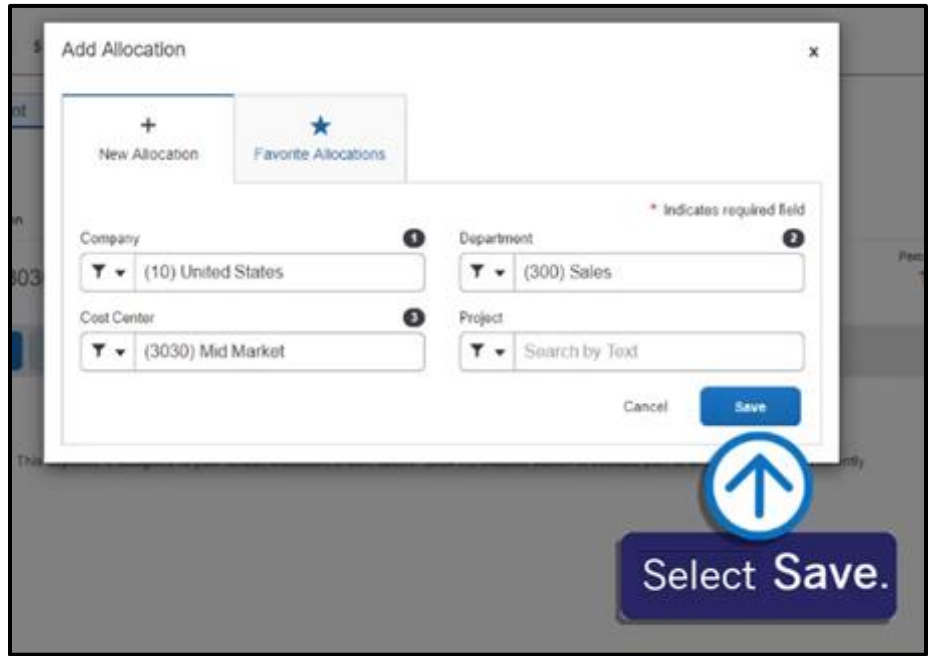 Add Allocation
x
+
New Allocation
Favorite Allocations
* Indicates required field
Company
1
Department
2
(10) United States
(300) Sales
Cost Center
3
Project
(3030) Mid Market
Search by Text
Cancel
Save
This
Select Save.